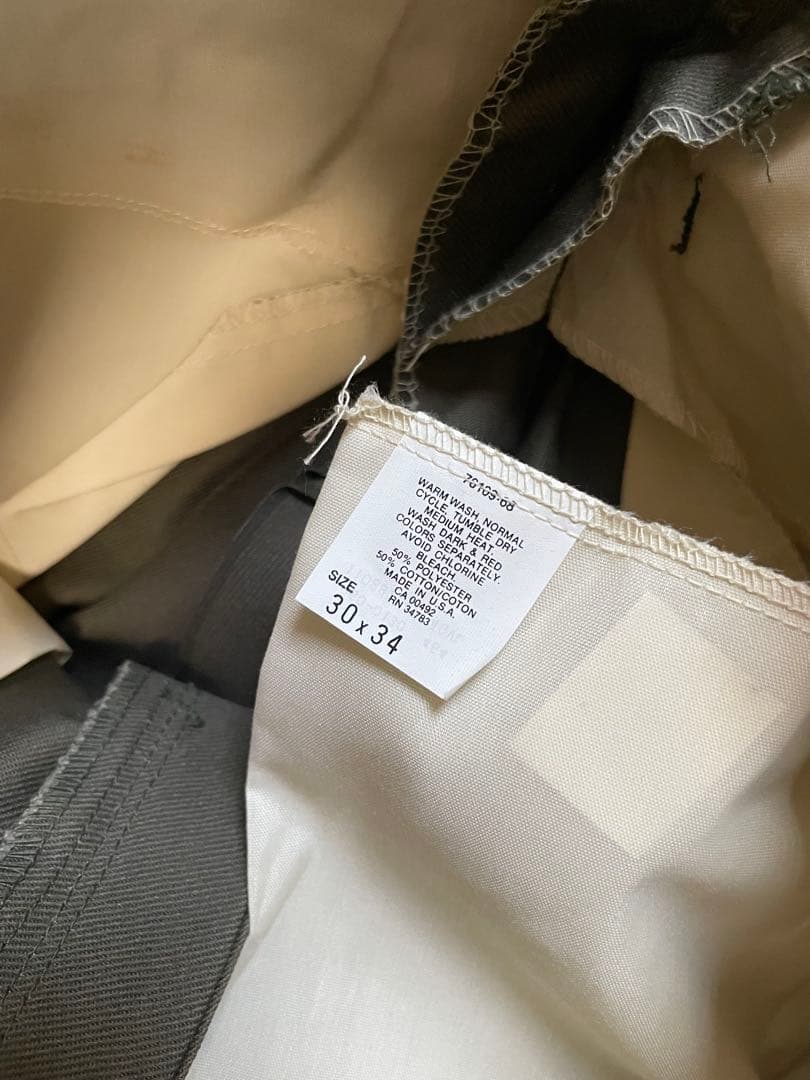 WARM WASH, NORMAL
CYCLE, TUMBLE DRY
MEDIUM HEAT.
WASH DARK & RED
COLORS SEPARATELY.
AVOID CHLORINE
BLEACH.
50% POLYESTER
50% COTTON/COTON
MADE IN U.S.A.
CA 00492
RN 34783
SIZE
30 x 34